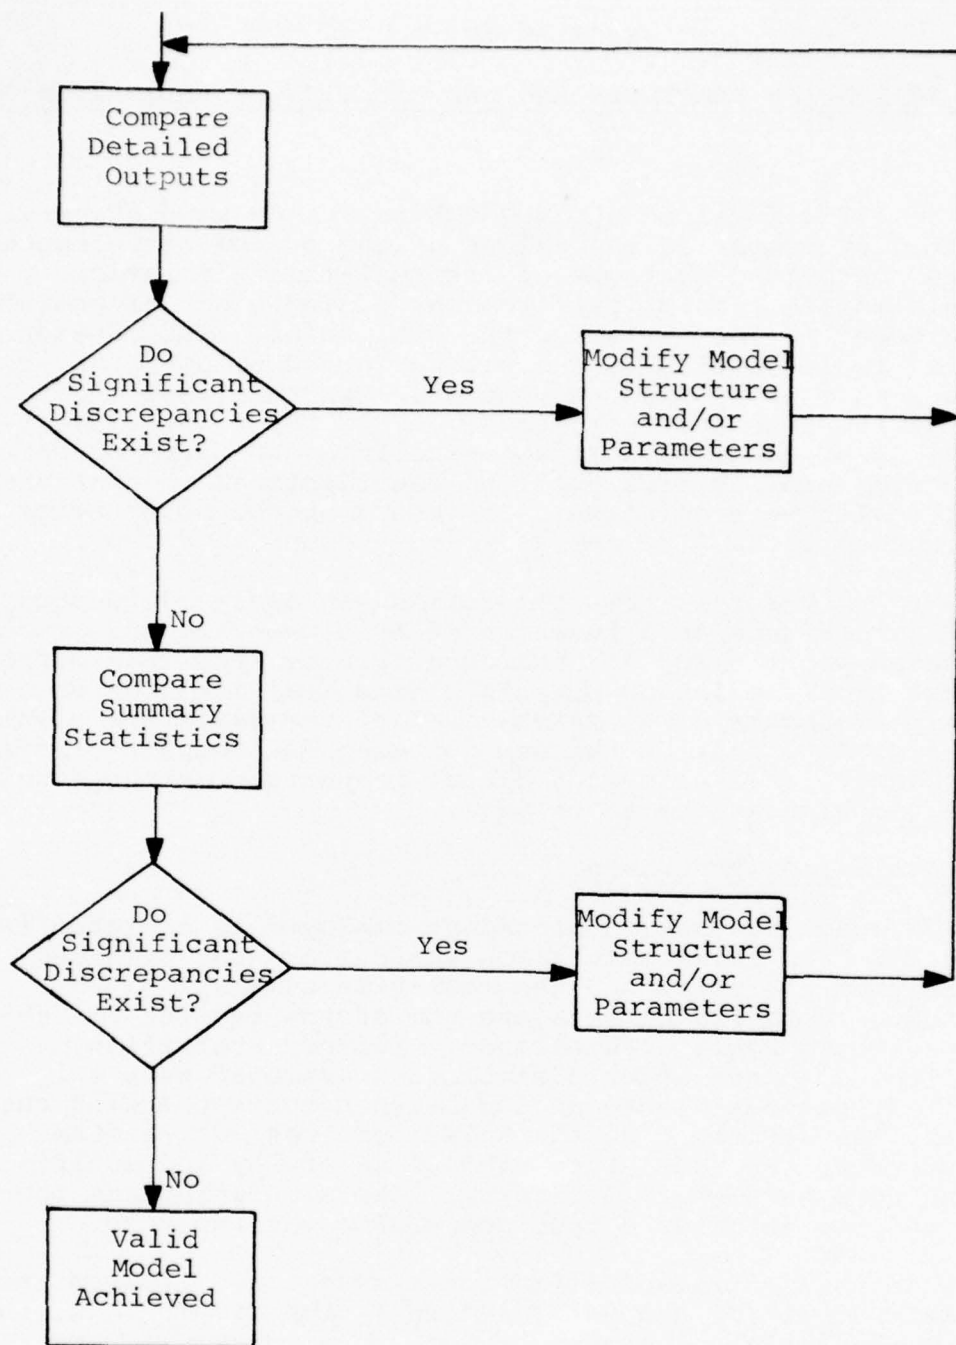 Compare
Detailed
Outputs
Do
Significant
Discrepancies
Exist?
Yes
Modify Model
Structure
and/or
Parameters
No
Compare
Summary
Statistics
Do
Significant
Discrepancies
Exist?
Yes
Modify Model
Structure
and/or
Parameters
No
Valid
Model
Achieved